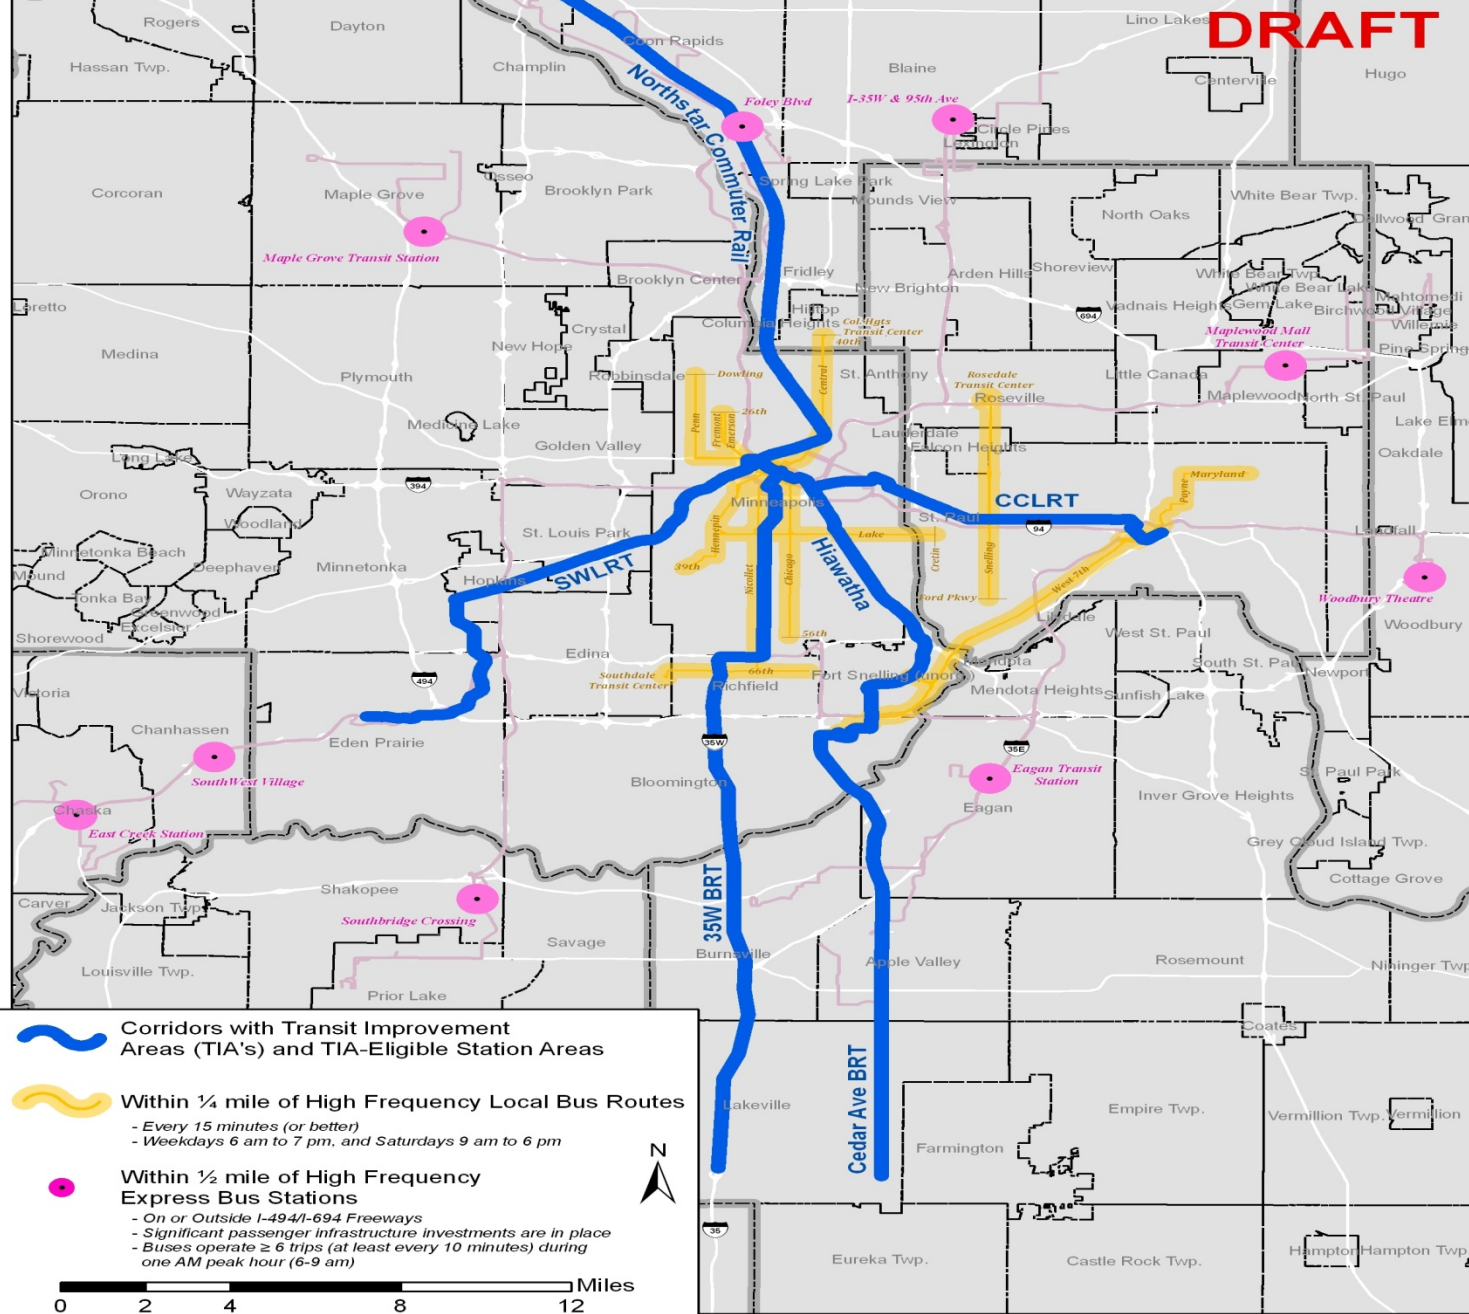 DRAFT
Rogers
Dayton
Lino Lakes
Coon Rapids
Hassan Twp.
Champlin
Blaine
Centerville
Hugo
Northstar Commuter Rail
Foley Blvd
I-35W & 95th Ave
Circle Pines
Lexington
Osseo
Corcoran
Maple Grove
Brooklyn Park
Spring Lake Park
Mounds View
North Oaks
White Bear Twp.
Dellwood
Gran
Maple Grove Transit Station
Brooklyn Center
Fridley
New Brighton
Arden Hills
Shoreview
White Bear Twp.
White Bear Lake
Mahtomedi
Loretto
Hilltop
Vadnais Heights
Gem Lake
Birchwood Village
Willernie
694
Crystal
Columbia Heights
Col. Hgts
Transit Center
40th
Maplewood Mall
Transit Center
Pine Spring
Medina
New Hope
Plymouth
Robbinsdale
Dowling
Central
St. Anthony
Rosedale
Transit Center
Roseville
Little Canada
Maplewood
North St. Paul
Penn
Fremont
Emerson
26th
Medicine Lake
Golden Valley
Lauderdale
Falcon Heights
Lake Elm
Oakdale
Long Lake
Orono
Wayzata
394
Maryland
Payne
Minneapolis
CCLRT
Woodland
St. Louis Park
St. Paul
94
Landfall
Hennepin
Lake
Cretin
Minnetonka Beach
Deephaven
Minnetonka
Hopkins
SWLRT
39th
Nicollet
Chicago
Hiawatha
Snelling
West 7th
Mound
Tonka Bay
Greenwood
Excelsior
Shorewood
Ford Pkwy
Woodbury Theatre
Lilydale
West St. Paul
Woodbury
56th
Edina
Mendota
South St. Paul
Newport
Victoria
494
Southdale
Transit Center
66th
Richfield
Fort Snelling (unorg.)
Mendota Heights
Sunfish Lake
Chanhassen
Eden Prairie
35W
35E
SouthWest Village
Bloomington
Eagan Transit
Station
Eagan
St. Paul Park
Inver Grove Heights
Chaska
East Creek Station
Grey Cloud Island Twp.
Cottage Grove
Carver
Jackson Twp.
Shakopee
Southbridge Crossing
35W BRT
Savage
Burnsville
Apple Valley
Rosemount
Nininger Twp
Louisville Twp.
Prior Lake
Coates
Corridors with Transit Improvement
Areas (TIA's) and TIA-Eligible Station Areas
Within ¼ mile of High Frequency Local Bus Routes
- Every 15 minutes (or better)
- Weekdays 6 am to 7 pm, and Saturdays 9 am to 6 pm
Within ½ mile of High Frequency
Express Bus Stations
- On or Outside I-494/I-694 Freeways
- Significant passenger infrastructure investments are in place
- Buses operate ≥ 6 trips (at least every 10 minutes) during
one AM peak hour (6-9 am)
N
Miles
0 2 4 8 12
Lakeville
Cedar Ave BRT
Empire Twp.
Vermillion Twp.
Vermillion
Farmington
35
Eureka Twp.
Castle Rock Twp.
Hampton
Hampton Twp.